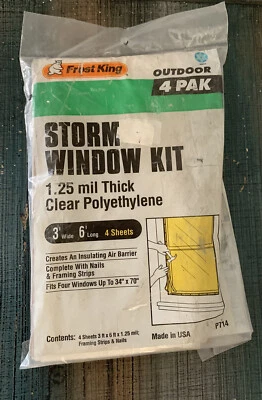 Frost King
OUTDOOR
4 PAK
STORM
WINDOW KIT
1.25 mil Thick
Clear Polyethylene
3' Wide 6' Long 4 Sheets
Creates An Insulating Air Barrier
Complete With Nails
& Framing Strips
Fits Four Windows Up To 34" x 70"
Made in USA
P714
Contents: 4 Sheets 3 ft x 6 ft x 1.25 mil,
Framing Strips & Nails